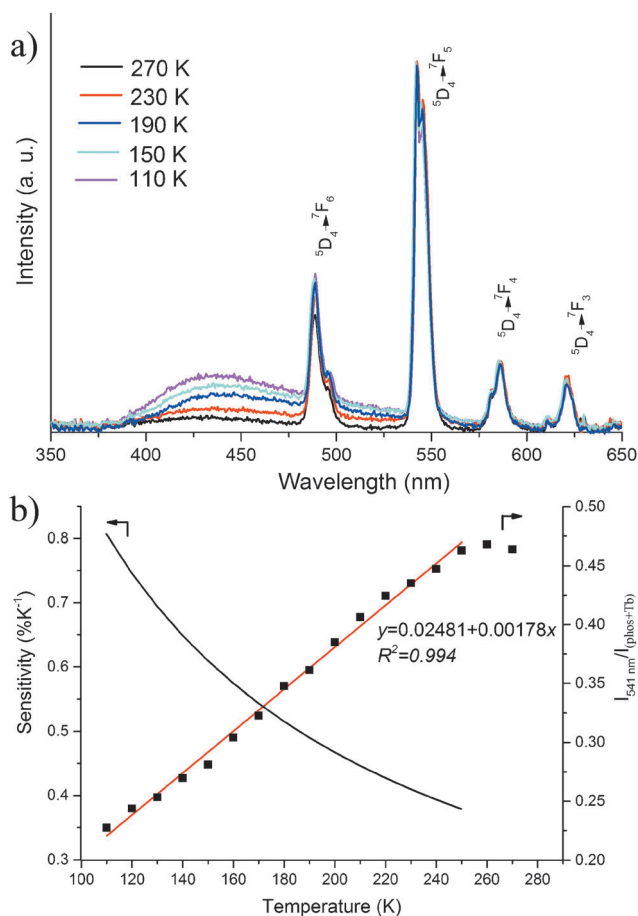 a)
270 K
230 K
190 K
150 K
110 K
⁵D₄→⁷F₆
⁵D₄→⁷F₅
⁵D₄→⁷F₄
⁵D₄→⁷F₃
Intensity (a. u.)
350 400 450 500 550 600 650
Wavelength (nm)
b)
0.8
0.7
0.6
0.5
0.4
0.3
Sensitivity (%K⁻¹)
y=0.02481+0.00178x
R²=0.994
0.50
0.45
0.40
0.35
0.30
0.25
0.20
I₅₄₁ ₙₘ/I₍ₚₕₒₛ₊Tb₎
100 120 140 160 180 200 220 240 260 280
Temperature (K)